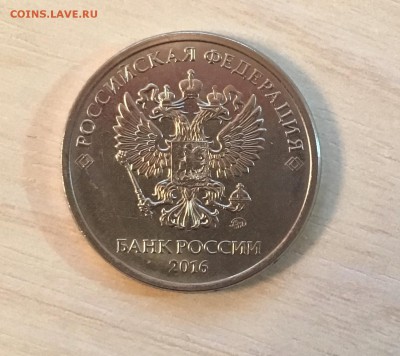 COINS.LAVE.RU
РОССИЙСКАЯ ФЕДЕРАЦИЯ
БАНК РОССИИ
2016